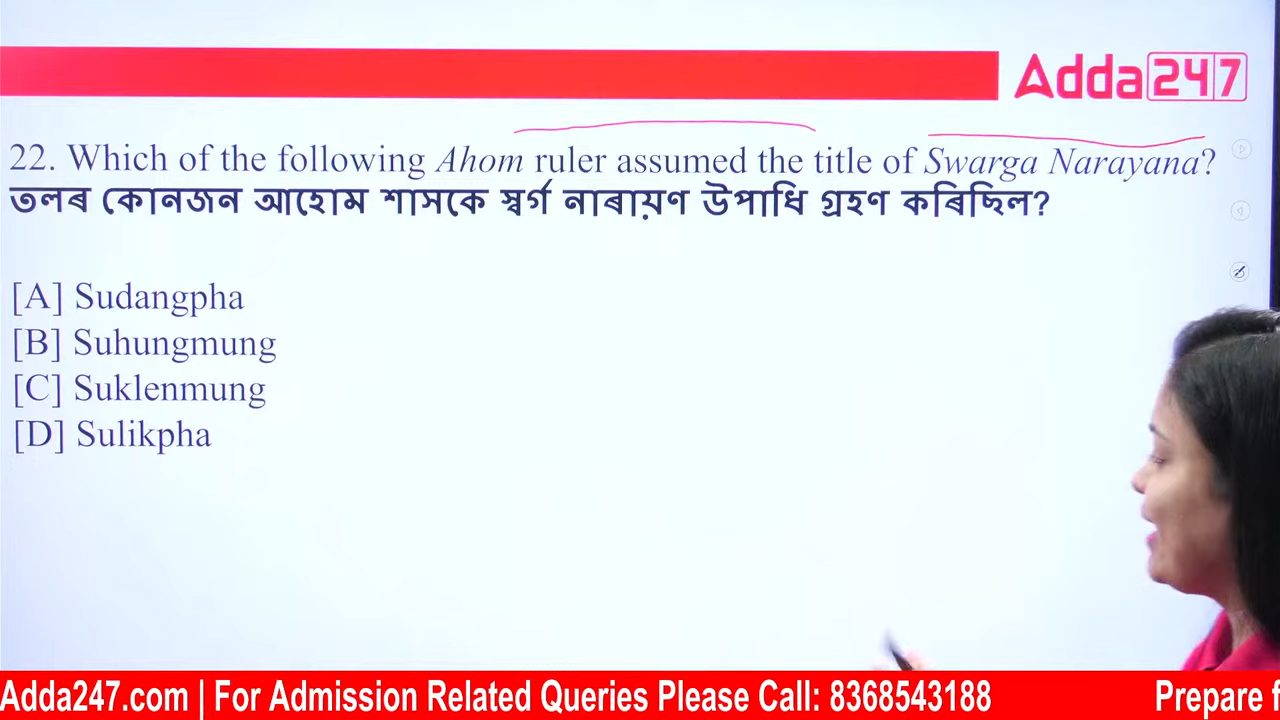 Adda247
22. Which of the following Ahom ruler assumed the title of Swarga Narayana?
তলৰ কোনজন আহোম শাসকে স্বৰ্গ নাৰায়ণ উপাধি গ্ৰহণ কৰিছিল?
[A] Sudangpha
[B] Suhungmung
[C] Suklenmung
[D] Sulikpha
Adda247.com | For Admission Related Queries Please Call: 8368543188 Prepare f